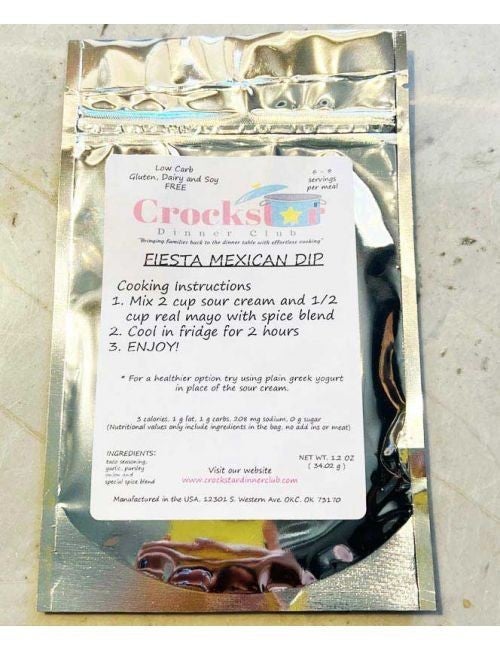 Low Carb
Gluten, Dairy and Soy
FREE
6 - 8
servings
per meal
Crockstar
Dinner Club
"Bringing families back to the dinner table with effortless cooking"
FIESTA MEXICAN DIP
Cooking Instructions
1. Mix 2 cup sour cream and 1/2
cup real mayo with spice blend
2. Cool in fridge for 2 hours
3. ENJOY!
* For a healthier option try using plain greek yogurt
in place of the sour cream.
5 calories, 1 g fat, 1 g carbs, 208 mg sodium, 0 g sugar
(Nutritional values only include ingredients in the bag, no add ins or meat)
INGREDIENTS:
taco seasoning,
garlic, parsley
onion and
special spice blend
NET WT. 1.2 OZ
( 34.02 g )
Visit our website
www.crockstardinnerclub.com
Manufactured in the USA, 12301 S. Western Ave. OKC, OK 73170